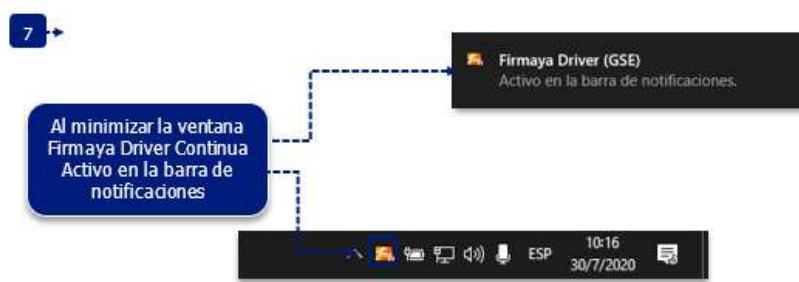 7
Firmaya Driver (GSE)
Activo en la barra de notificaciones.
Al minimizar la ventana
Firmaya Driver Continua
Activo en la barra de
notificaciones
ESP
10:16
30/7/2020